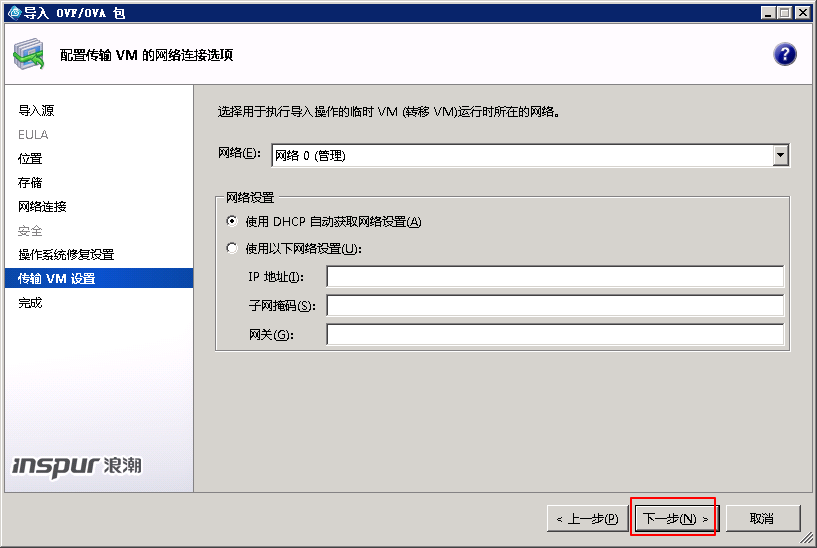 导入 OVF/OVA 包
配置传输 VM 的网络连接选项
?
导入源
EULA
位置
存储
网络连接
安全
操作系统修复设置
传输 VM 设置
完成
选择用于执行导入操作的临时 VM (转移 VM)运行时所在的网络。
网络(E): 网络 0 (管理)
网络设置
使用 DHCP 自动获取网络设置(A)
使用以下网络设置(U):
IP 地址(I):
子网掩码(S):
网关(G):
inspur 浪潮
< 上一步(P) 下一步(N) > 取消